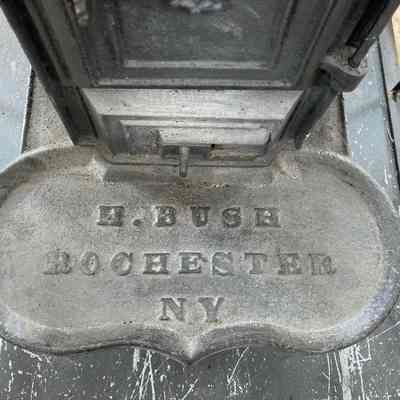 H. BUSH
ROCHESTER
NY